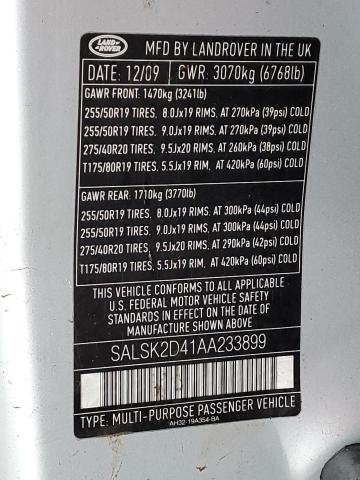 LAND
ROVER
MFD BY LANDROVER IN THE UK
DATE: 12/09 GWR: 3070kg (6768lb)
GAWR FRONT: 1470kg (3241lb)
255/50R19 TIRES, 8.0Jx19 RIMS, AT 270kPa (39psi) COLD
255/50R19 TIRES, 9.0Jx19 RIMS, AT 270kPa (39psi) COLD
275/40R20 TIRES, 9.5Jx20 RIMS, AT 260kPa (38psi) COLD
T175/80R19 TIRES, 5.5Jx19 RIM, AT 420kPa (60psi) COLD
GAWR REAR: 1710kg (3770lb)
255/50R19 TIRES, 8.0Jx19 RIMS, AT 300kPa (44psi) COLD
255/50R19 TIRES, 9.0Jx19 RIMS, AT 300kPa (44psi) COLD
275/40R20 TIRES, 9.5Jx20 RIMS, AT 290kPa (42psi) COLD
T175/80R19 TIRES, 5.5Jx19 RIM, AT 420kPa (60psi) COLD
THIS VEHICLE CONFORMS TO ALL APPLICABLE
U.S. FEDERAL MOTOR VEHICLE SAFETY
STANDARDS IN EFFECT ON THE DATE OF
MANUFACTURE SHOWN ABOVE
SALSK2D41AA233899
TYPE: MULTI-PURPOSE PASSENGER VEHICLE
AH32-19A354-BA